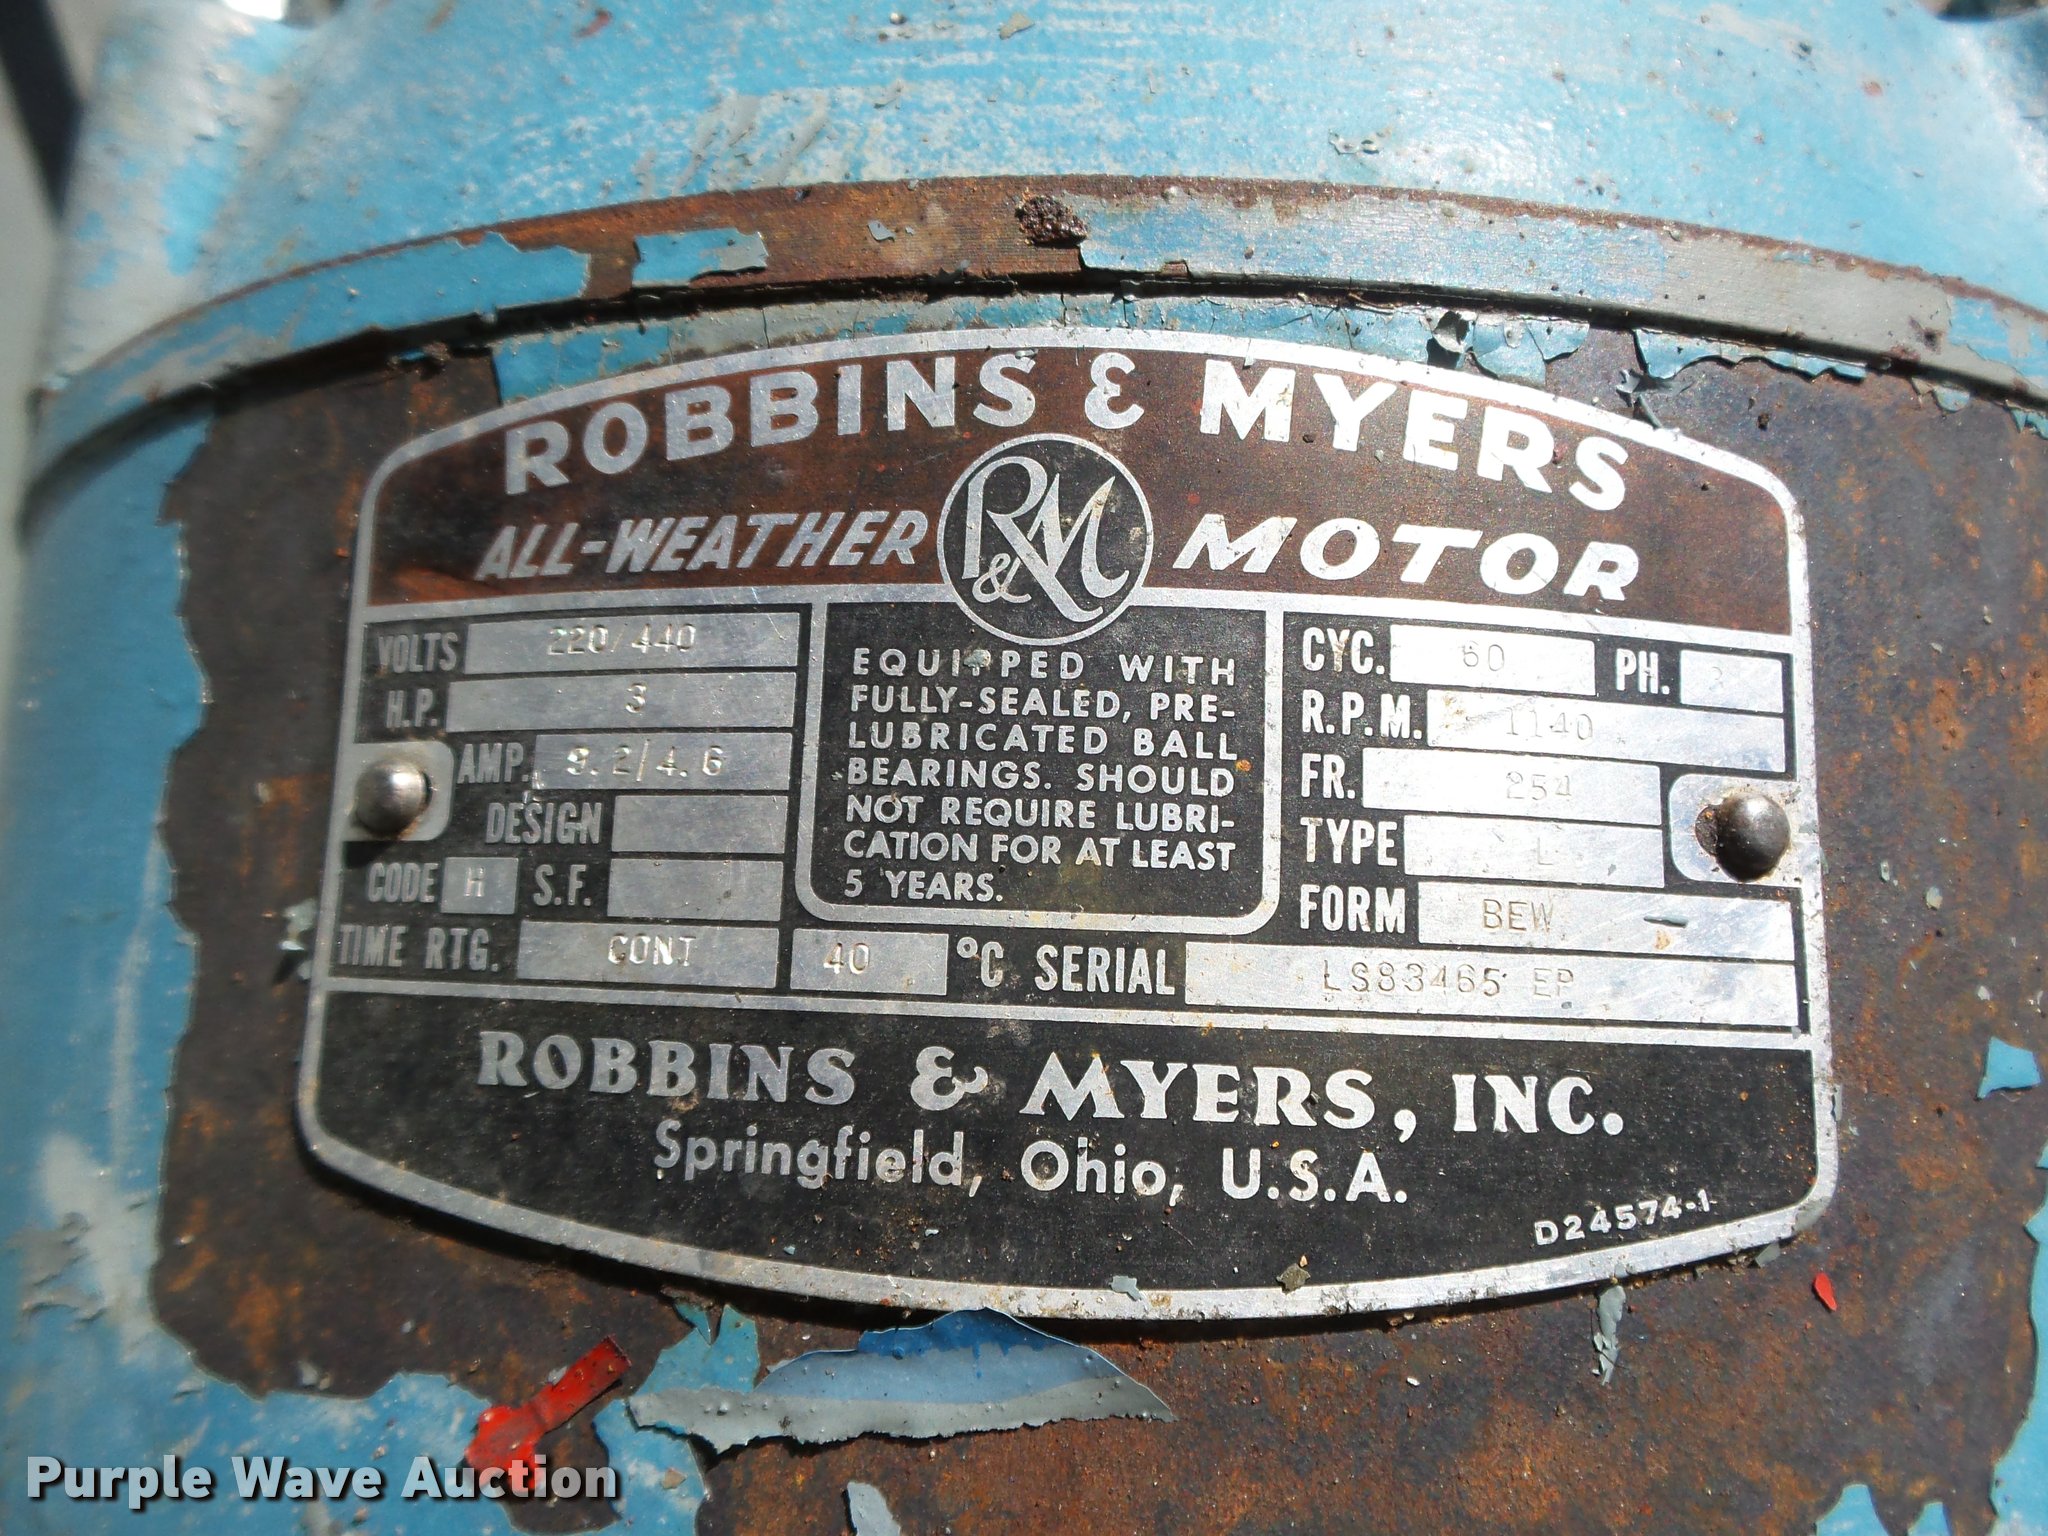 ROBBINS & MYERS
ALL-WEATHER R&M MOTOR
VOLTS 220/440
H.P. 3
AMP. 9.2/4.6
DESIGN
CODE H S.F.
TIME RTG. CONT 40 °C SERIAL LS83465 EP
EQUIPPED WITH
FULLY-SEALED, PRE-
LUBRICATED BALL
BEARINGS. SHOULD
NOT REQUIRE LUBRI-
CATION FOR AT LEAST
5 YEARS.
CYC. 60 PH. 3
R.P.M. 1140
FR. 254
TYPE L
FORM BEW
ROBBINS & MYERS, INC.
Springfield, Ohio, U.S.A.
D24574-1
Purple Wave Auction